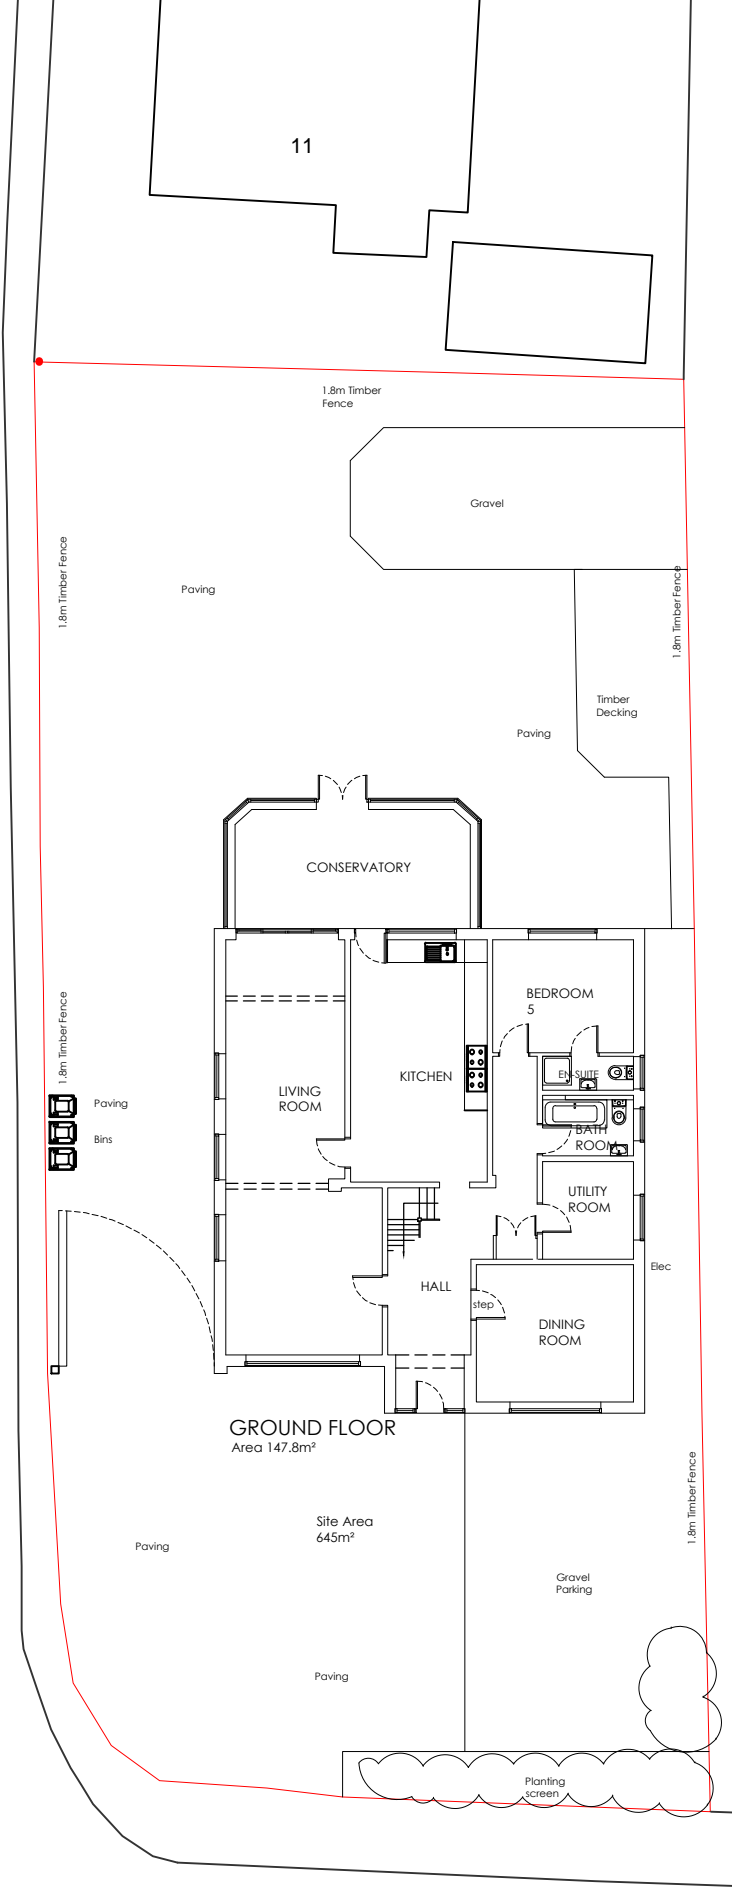 11
1.8m Timber
Fence
Gravel
1.8m Timber Fence
1.8m Timber Fence
Paving
Timber
Decking
Paving
CONSERVATORY
BEDROOM
5
1.8m Timber Fence
KITCHEN
EN-SUITE
LIVING
ROOM
Paving
BATH
ROOM
Bins
UTILITY
ROOM
Elec
HALL
step
DINING
ROOM
GROUND FLOOR
Area 147.8m²
1.8m Timber Fence
Site Area
645m²
Paving
Gravel
Parking
Paving
Planting
screen